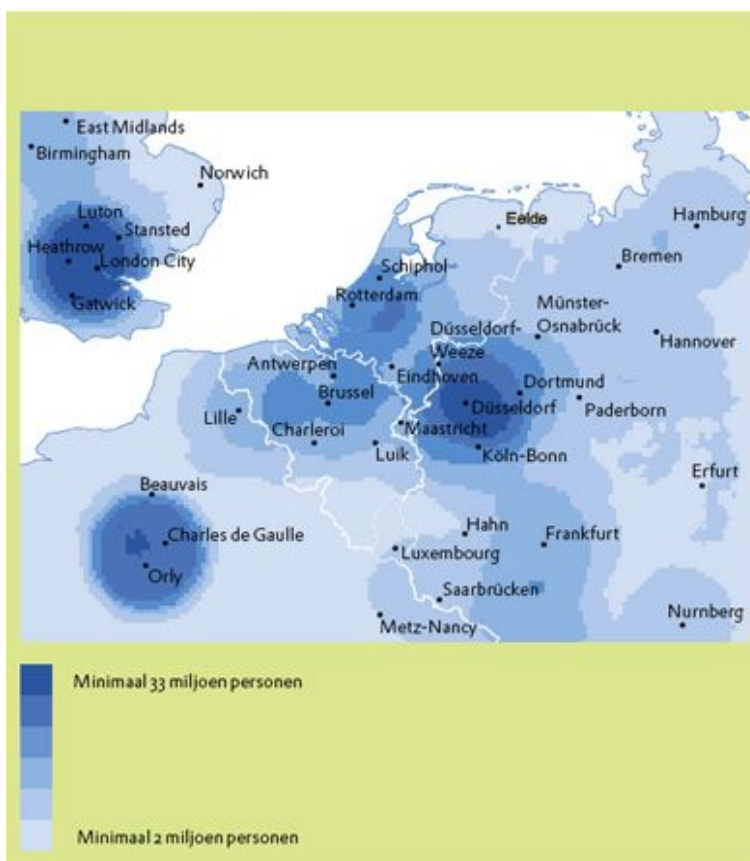 East Midlands
Birmingham
Norwich
Luton
Stansted
Heathrow
London City
Gatwick
Eelde
Hamburg
Bremen
Schiphol
Rotterdam
Münster-
Osnabrück
Hannover
Düsseldorf-
Weeze
Antwerpen
Eindhoven
Dortmund
Brussel
Düsseldorf
Paderborn
Lille
Charleroi
Maastricht
Luik
Köln-Bonn
Beauvais
Erfurt
Charles de Gaulle
Hahn
Frankfurt
Luxembourg
Orly
Saarbrücken
Metz-Nancy
Nurnberg
Minimaal 33 miljoen personen
Minimaal 2 miljoen personen